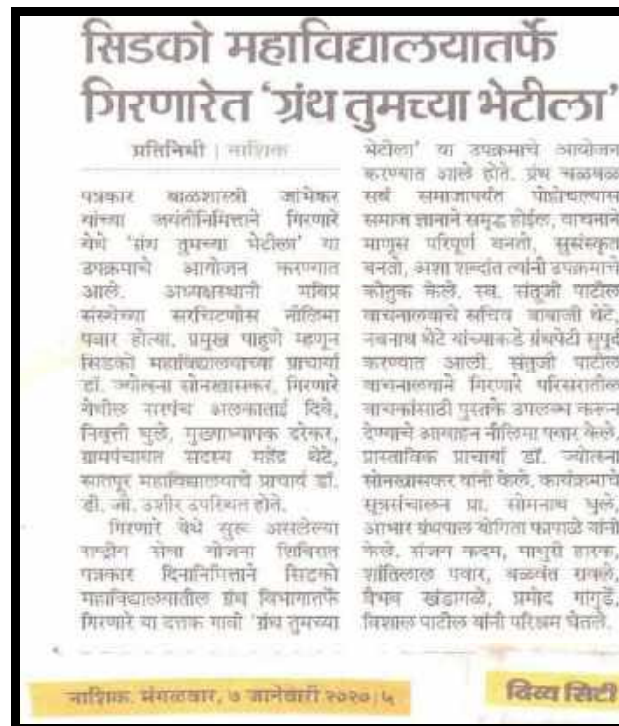 सिडको महाविद्यालयातर्फे
गिरणारेत 'ग्रंथ तुमच्या भेटीला'
प्रतिनिधी | नाशिक
पत्रकार बाळशास्त्री जांभेकर
यांच्या जयंतीनिमित्ताने गिरणारे
येथे 'ग्रंथ तुमच्या भेटीला' या
उपक्रमाचे आयोजन करण्यात
आले. अध्यक्षस्थानी मविप्र
संस्थेच्या सरचिटणीस नीलिमा
पवार होत्या. प्रमुख पाहुणे म्हणून
सिडको महाविद्यालयाच्या प्राचार्या
डॉ. ज्योत्स्ना सोनखासकर, गिरणारे
येथील सरपंच अलकाताई दिवे,
निवृत्ती घुले, मुख्याध्यापक दरेकर,
ग्रामपंचायत सदस्य महेंद्र थेटे,
सातपूर महाविद्यालयाचे प्राचार्य डॉ.
डी. जी. उशीर उपस्थित होते.
गिरणारे येथे सुरू असलेल्या
राष्ट्रीय सेवा योजना शिबिरात
पत्रकार दिनानिमित्ताने सिडको
महाविद्यालयातील ग्रंथ विभागातर्फे
गिरणारे या दत्तक गावी 'ग्रंथ तुमच्या
भेटीला' या उपक्रमाचे आयोजन
करण्यात आले होते. ग्रंथ चळवळ
सर्व समाजापर्यंत पोहोचल्यास
समाज ज्ञानाने समृद्ध होईल, वाचनाने
माणूस परिपूर्ण बनतो, सुसंस्कृत
बनतो, अशा शब्दांत त्यांनी उपक्रमाचे
कौतुक केले. स्व. संतूजी पाटील
वाचनालयाचे सचिव बाबाजी थेटे,
नवनाथ थेटे यांच्याकडे ग्रंथपेटी सुपूर्द
करण्यात आली. संतूजी पाटील
वाचनालयाने गिरणारे परिसरातील
वाचकांसाठी पुस्तके उपलब्ध करून
देण्याचे आवाहन नीलिमा पवार केले.
प्रास्ताविक प्राचार्या डॉ. ज्योत्स्ना
सोनखासकर यांनी केले. कार्यक्रमाचे
सूत्रसंचालन प्रा. सोमनाथ घुले,
आभार ग्रंथपाल योगिता फापाळे यांनी
केले. संजन कदम, माधुरी हारक,
शांतिलाल पवार, बळवंत रावले,
वैभव खंडागळे, प्रमोद गांगुर्डे,
विशाल पाटील यांनी परिश्रम घेतले.
नाशिक. मंगळवार, ७ जानेवारी २०२०|५
दिव्य सिटी